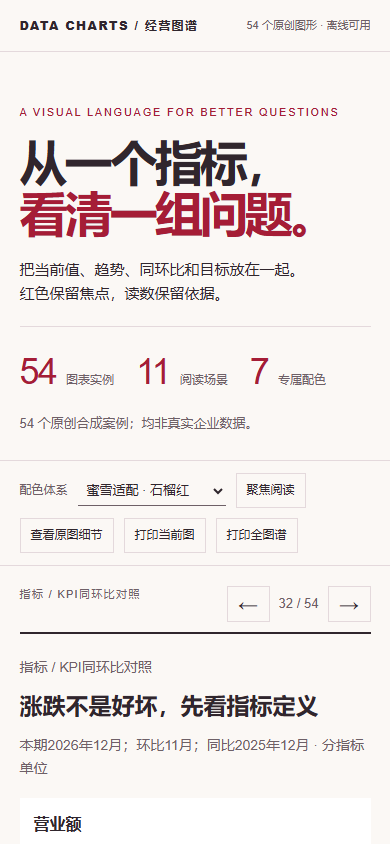 DATA CHARTS / 经营图谱
54 个原创图形 · 离线可用
A VISUAL LANGUAGE FOR BETTER QUESTIONS
从一个指标，
看清一组问题。
把当前值、趋势、同环比和目标放在一起。
红色保留焦点，读数保留依据。
54 图表实例 11 阅读场景 7 专属配色
54 个原创合成案例；均非真实企业数据。
配色体系 蜜雪适配 · 石榴红 聚焦阅读
查看原图细节 打印当前图 打印全图谱
指标 / KPI同环比对照
← 32 / 54 →
指标 / KPI同环比对照
涨跌不是好坏，先看指标定义
本期2026年12月；环比11月；同比2025年12月 · 分指标
单位
营业额